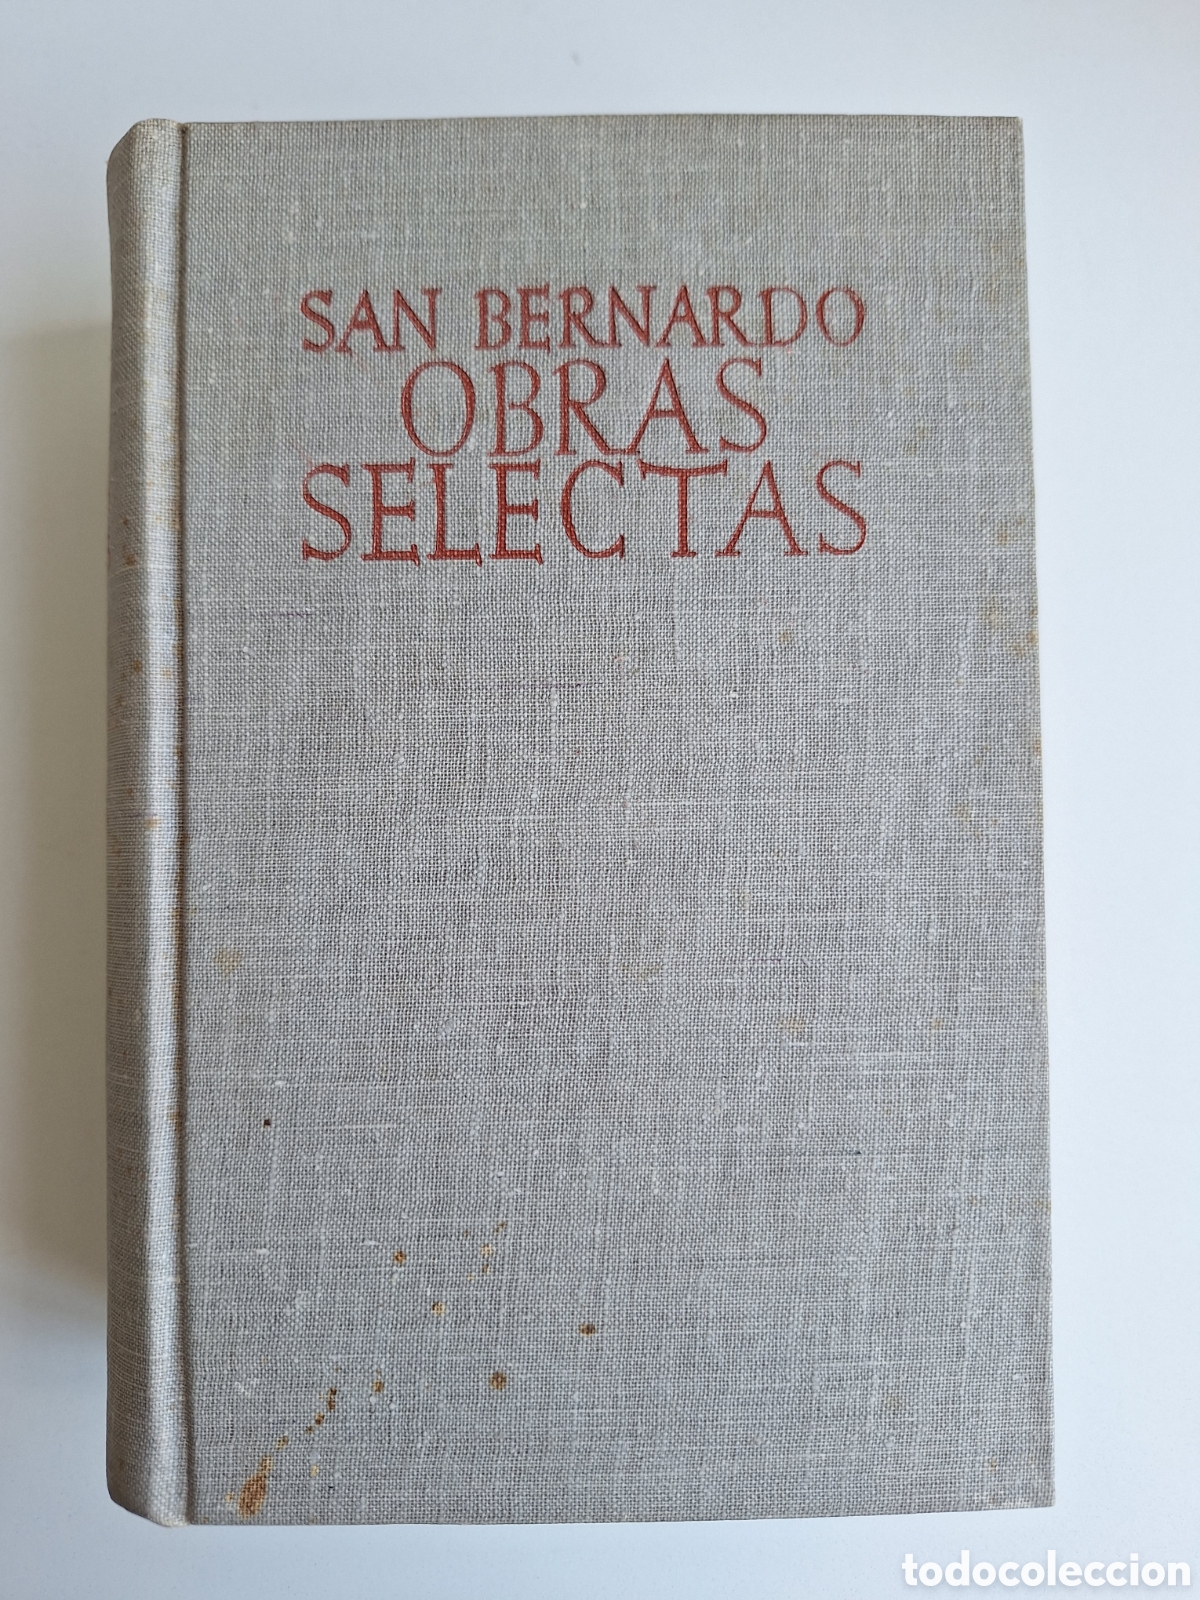 SAN BERNARDO
OBRAS
SELECTAS
todocoleccion